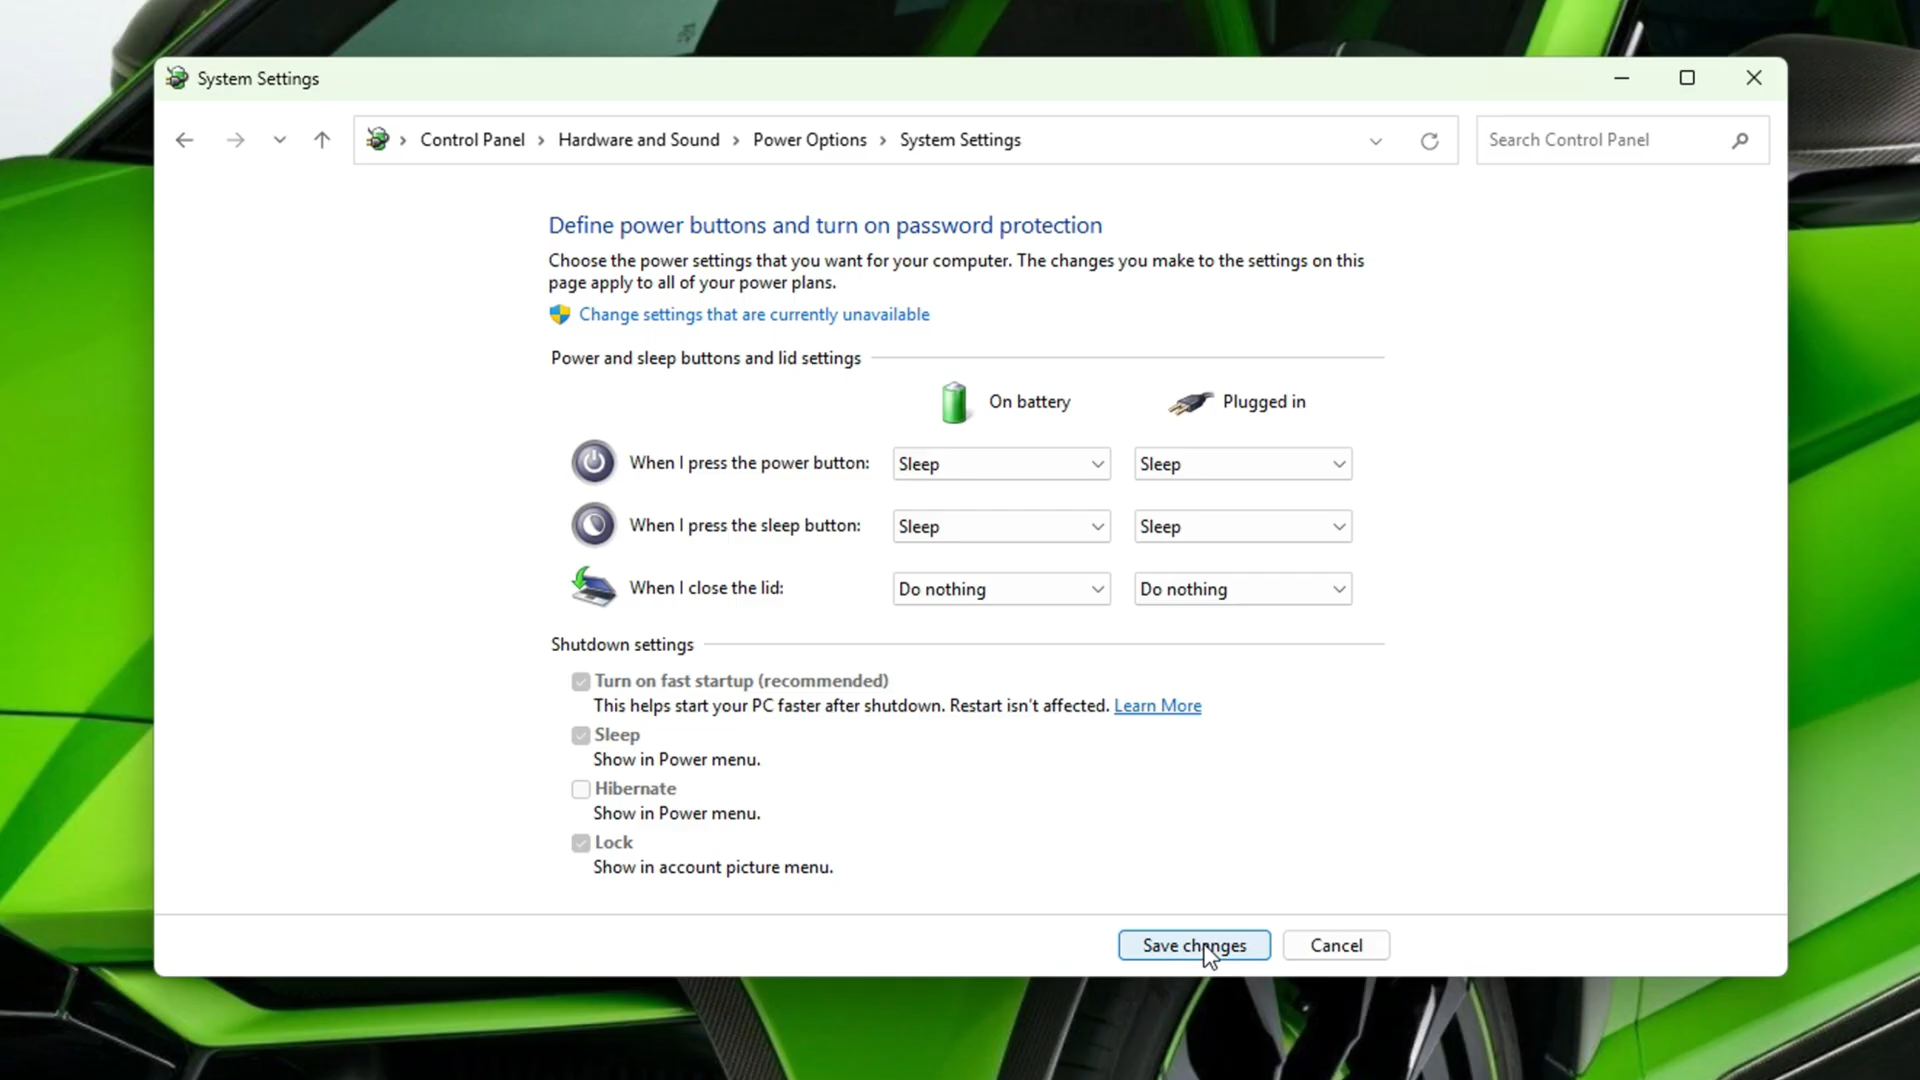 System Settings
Control Panel › Hardware and Sound › Power Options › System Settings
Search Control Panel
Define power buttons and turn on password protection
Choose the power settings that you want for your computer. The changes you make to the settings on this
page apply to all of your power plans.
Change settings that are currently unavailable
Power and sleep buttons and lid settings
On battery Plugged in
When I press the power button: Sleep Sleep
When I press the sleep button: Sleep Sleep
When I close the lid: Do nothing Do nothing
Shutdown settings
Turn on fast startup (recommended)
This helps start your PC faster after shutdown. Restart isn't affected. Learn More
Sleep
Show in Power menu.
Hibernate
Show in Power menu.
Lock
Show in account picture menu.
Save changes Cancel